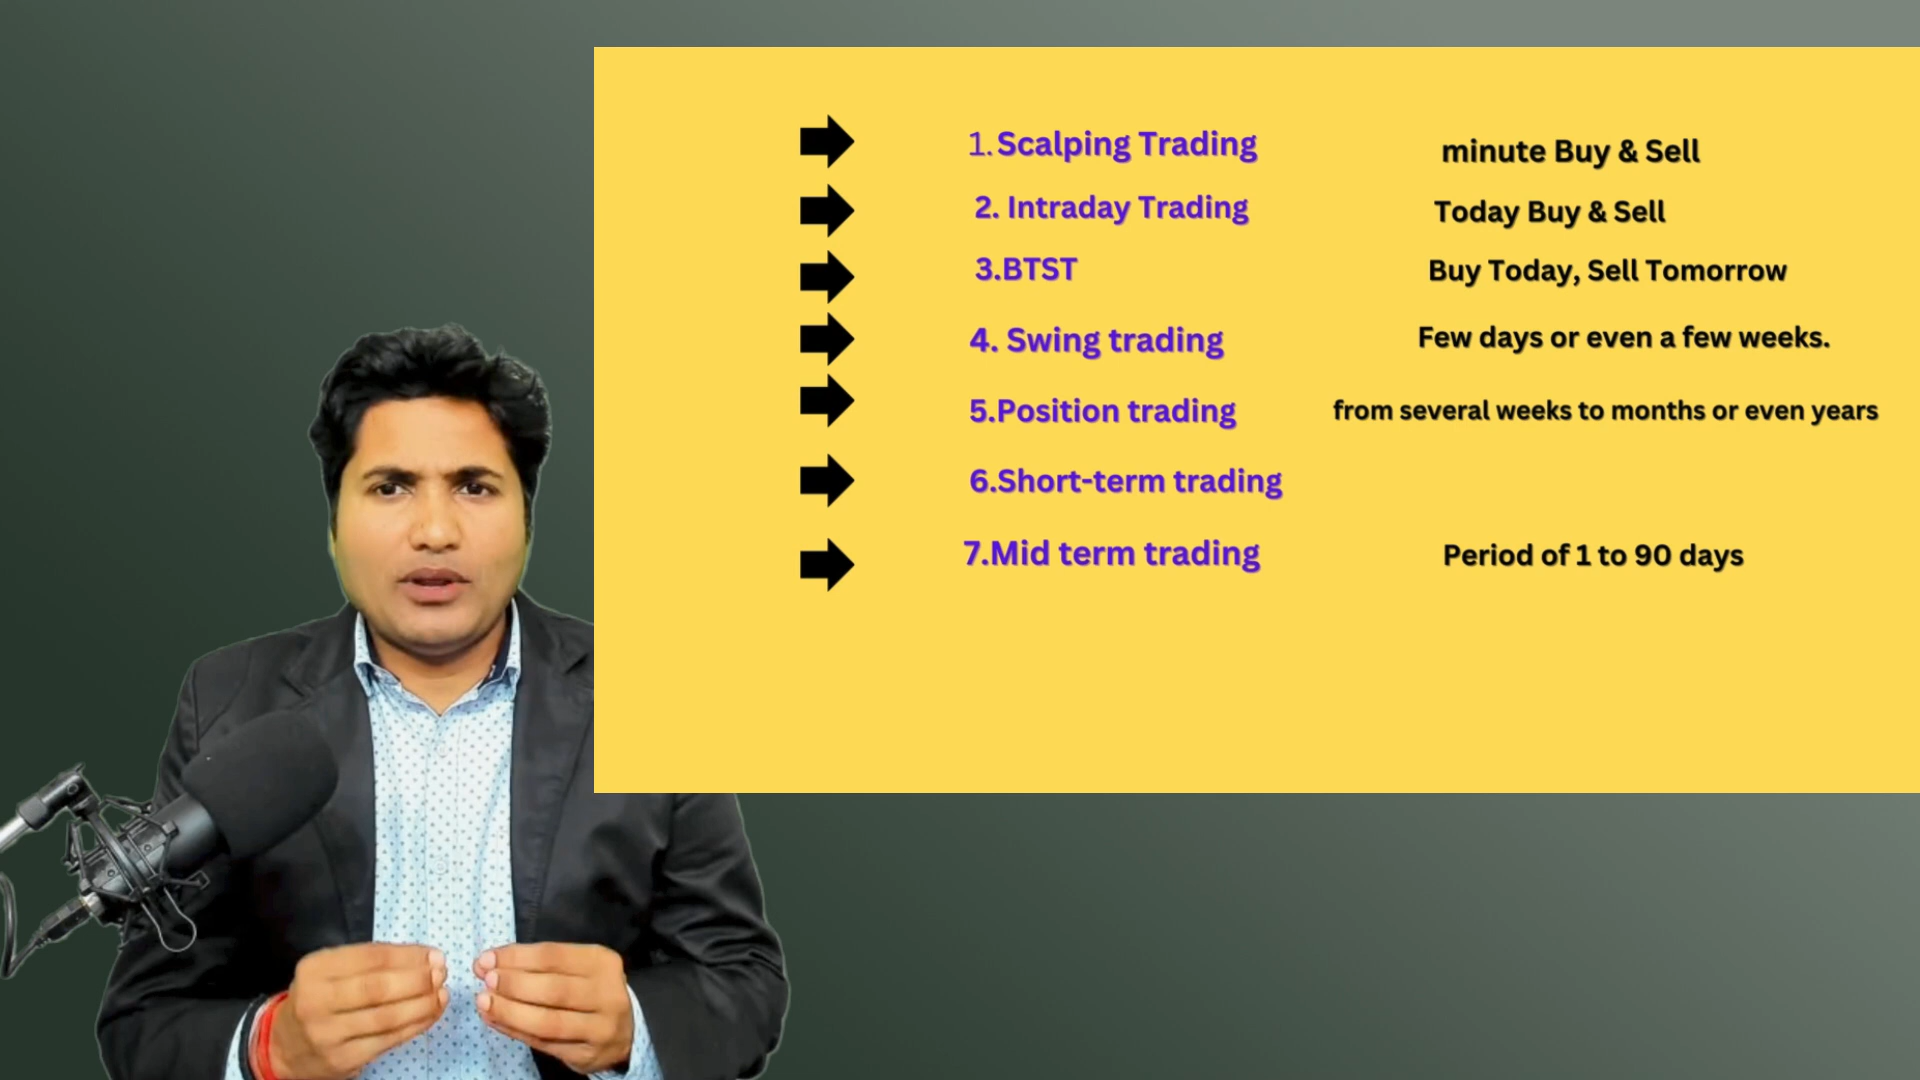 1. Scalping Trading minute Buy & Sell
2. Intraday Trading Today Buy & Sell
3.BTST Buy Today, Sell Tomorrow
4. Swing trading Few days or even a few weeks.
5.Position trading from several weeks to months or even years
6.Short-term trading
7.Mid term trading Period of 1 to 90 days